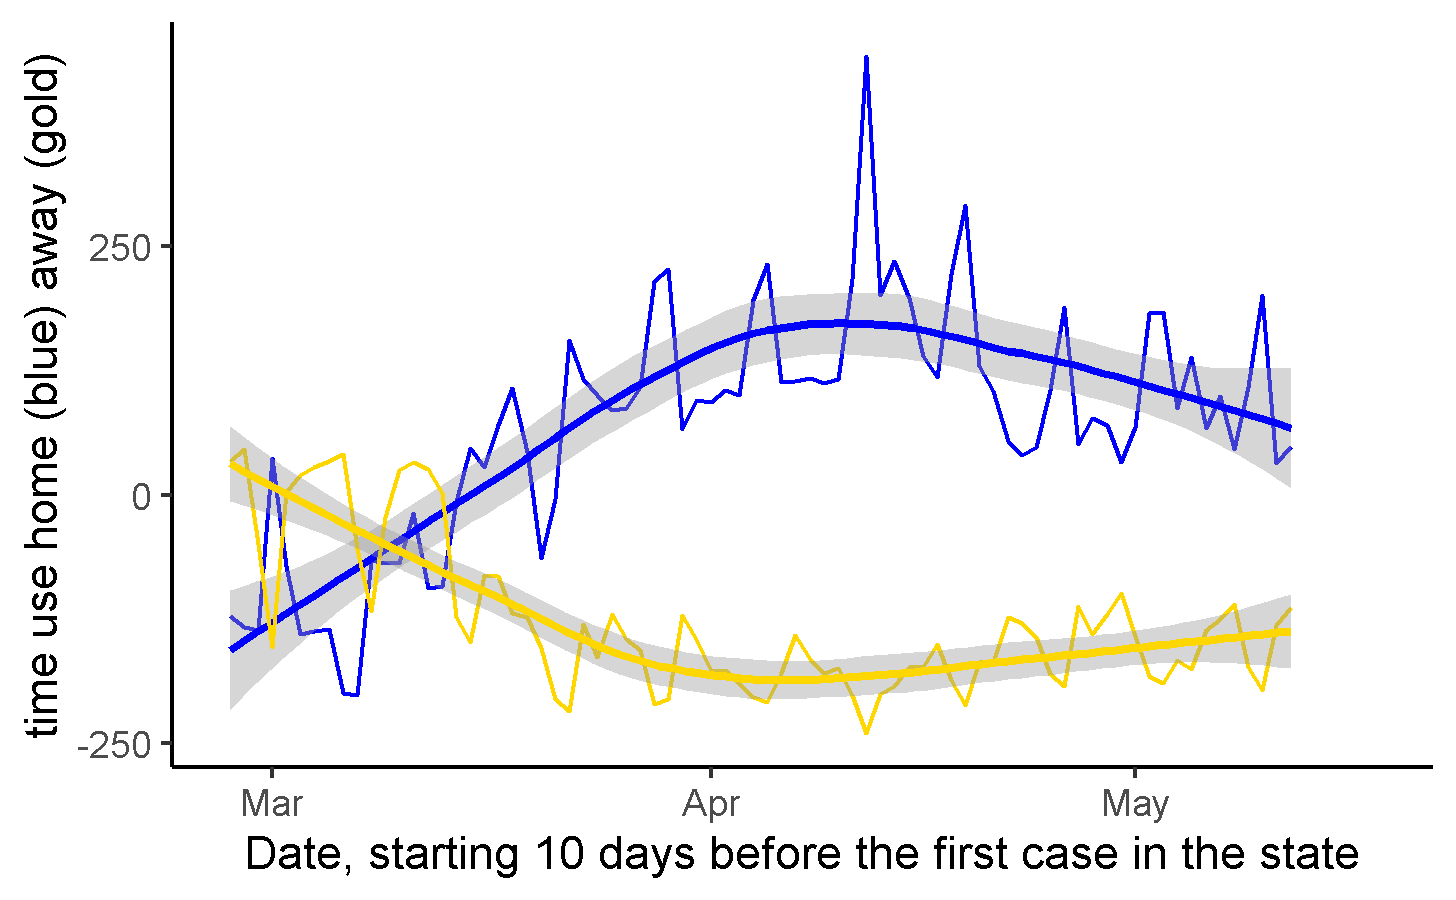 time use home (blue) away (gold)
250
0
-250
Mar Apr May
Date, starting 10 days before the first case in the state